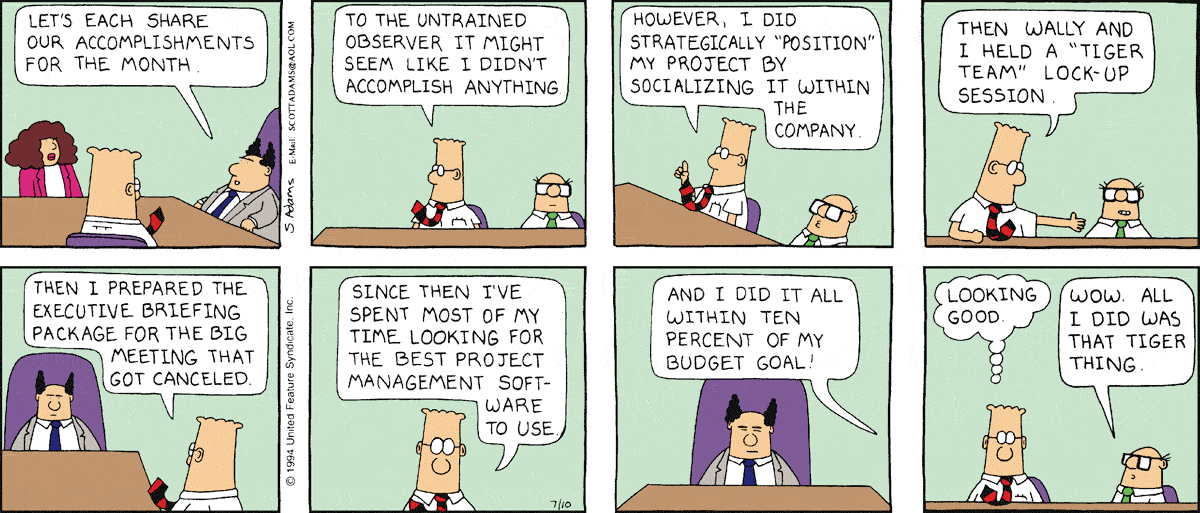 LET'S EACH SHARE
OUR ACCOMPLISHMENTS
FOR THE MONTH.
S Adams E-Mail: SCOTTADAMS@AOL.COM
TO THE UNTRAINED
OBSERVER IT MIGHT
SEEM LIKE I DIDN'T
ACCOMPLISH ANYTHING.
HOWEVER, I DID
STRATEGICALLY "POSITION"
MY PROJECT BY
SOCIALIZING IT WITHIN
THE
COMPANY.
THEN WALLY AND
I HELD A "TIGER
TEAM" LOCK-UP
SESSION.
THEN I PREPARED THE
EXECUTIVE BRIEFING
PACKAGE FOR THE BIG
MEETING THAT
GOT CANCELED.
© 1994 United Feature Syndicate, Inc.
SINCE THEN I'VE
SPENT MOST OF MY
TIME LOOKING FOR
THE BEST PROJECT
MANAGEMENT SOFT-
WARE
TO USE.
7/10
AND I DID IT ALL
WITHIN TEN
PERCENT OF MY
BUDGET GOAL!
LOOKING
GOOD.
WOW. ALL
I DID WAS
THAT TIGER
THING.